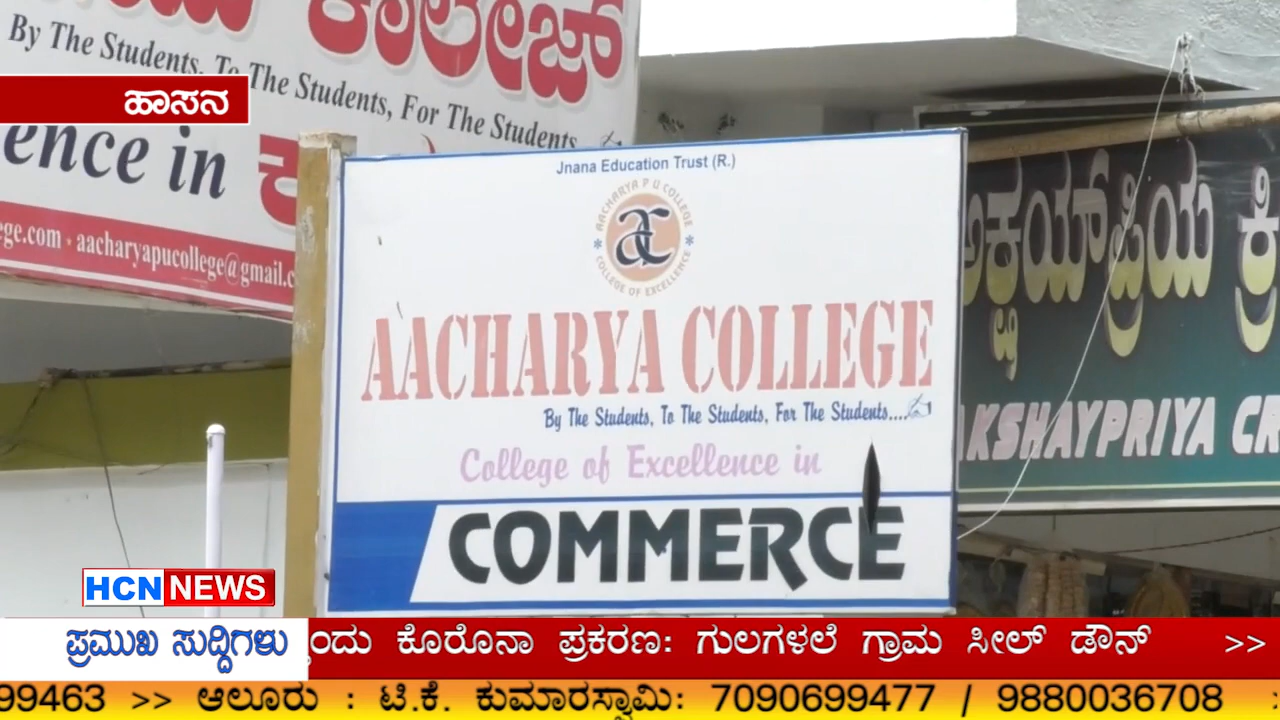 ಕಾಲೇಜ್
By The Students, To The Students, For The Students
ಹಾಸನ
ence in
ege.com • aacharyapucollege@gmail.c
Jnana Education Trust (R.)
AACHARYA P U COLLEGE
AC
COLLEGE OF EXCELLENCE
AACHARYA COLLEGE
By The Students, To The Students, For The Students....
College of Excellence in
COMMERCE
ಅಕ್ಷಯ್‌ಪ್ರಿಯ ಕ್ರಿ
AKSHAYPRIYA CR
HCN NEWS
ಪ್ರಮುಖ ಸುದ್ದಿಗಳು
ಂದು ಕೊರೊನಾ ಪ್ರಕರಣ: ಗುಲಗಳಲೆ ಗ್ರಾಮ ಸೀಲ್ ಡೌನ್ >>
99463 >> ಆಲೂರು : ಟಿ.ಕೆ. ಕುಮಾರಸ್ವಾಮಿ: 7090699477 / 9880036708